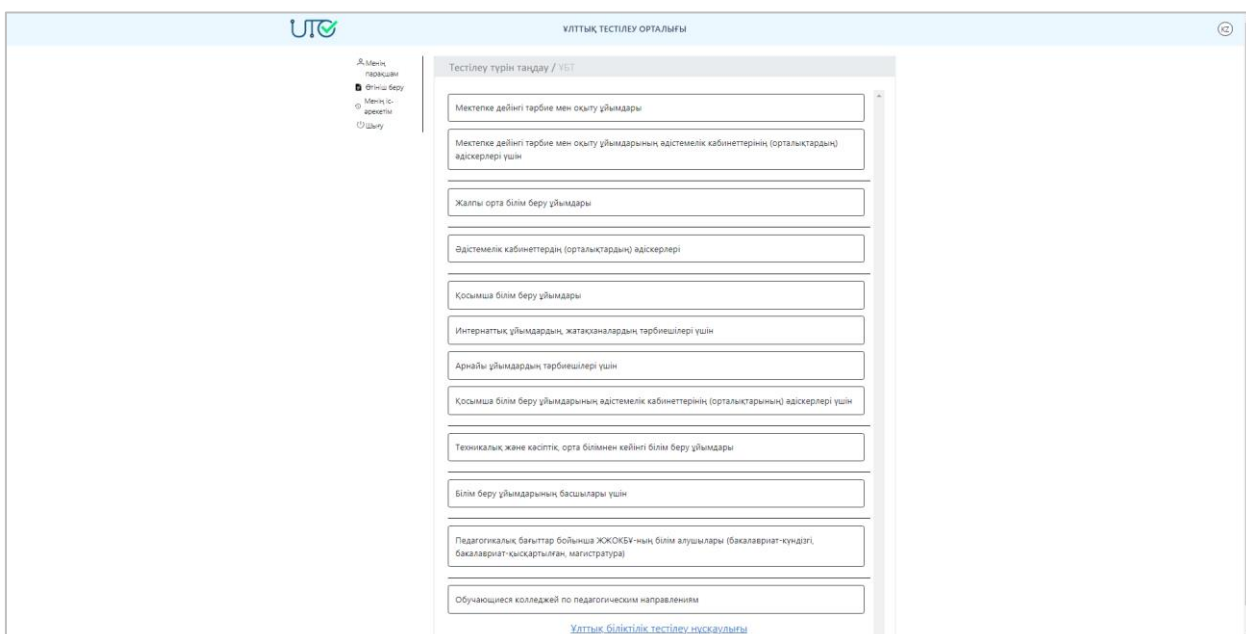 UTO
ҰЛТТЫҚ ТЕСТІЛЕУ ОРТАЛЫҒЫ
KZ
Менің
парақшам
Өтініш беру
Менің іс-
әрекетім
Шығу
Тестілеу түрін таңдау / ҰБТ
Мектепке дейінгі тәрбие мен оқыту ұйымдары
Мектепке дейінгі тәрбие мен оқыту ұйымдарының әдістемелік кабинеттерінің (орталықтардың)
әдіскерлері үшін
Жалпы орта білім беру ұйымдары
Әдістемелік кабинеттердің (орталықтардың) әдіскерлері
Қосымша білім беру ұйымдары
Интернаттық ұйымдардың, жатақханалардың тәрбиешілері үшін
Арнайы ұйымдардың тәрбиешілері үшін
Қосымша білім беру ұйымдарының әдістемелік кабинеттерінің (орталықтарының) әдіскерлері үшін
Техникалық және кәсіптік, орта білімнен кейінгі білім беру ұйымдары
Білім беру ұйымдарының басшылары үшін
Педагогикалық бағыттар бойынша ЖЖОКБҰ-ның білім алушылары (бакалавриат-күндізгі,
бакалавриат-қысқартылған, магистратура)
Обучающиеся колледжей по педагогическим направлениям
Ұлттық біліктілік тестілеу нұсқаулығы